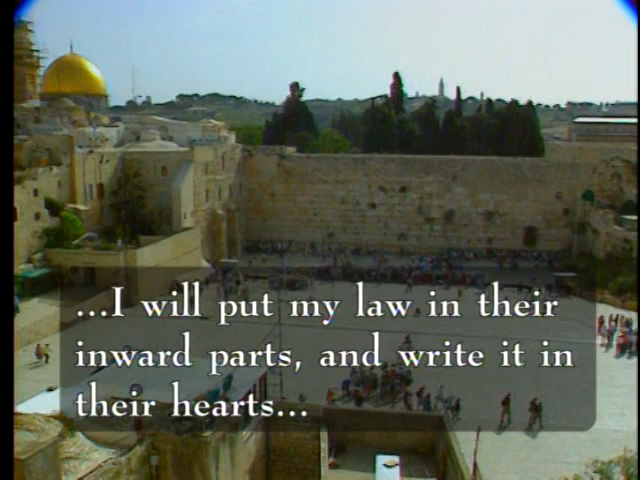 ...I will put my law in their
inward parts, and write it in
their hearts...